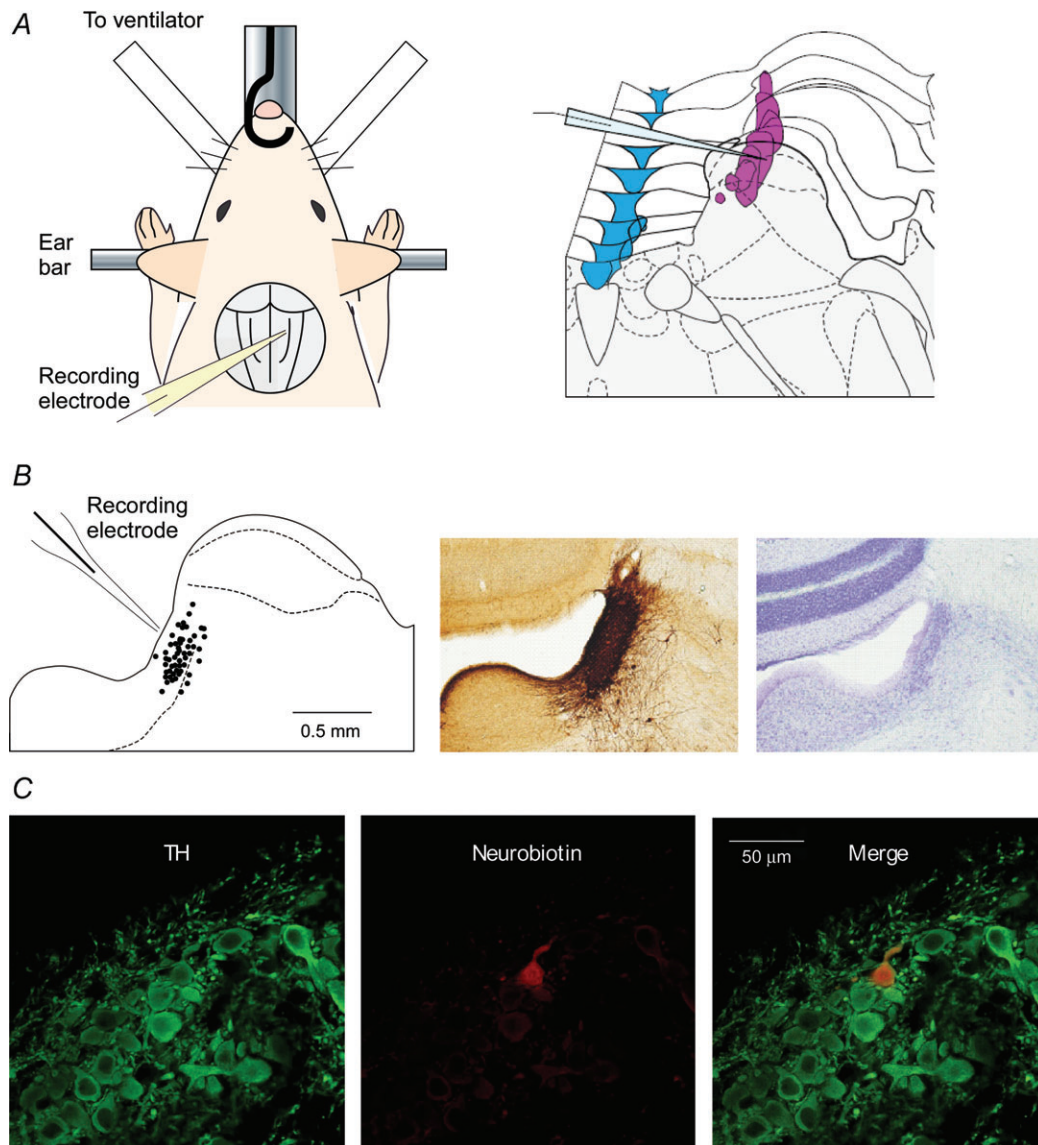 A
To ventilator
Ear
bar
Recording
electrode
B
Recording
electrode
0.5 mm
C
TH
Neurobiotin
50 μm
Merge